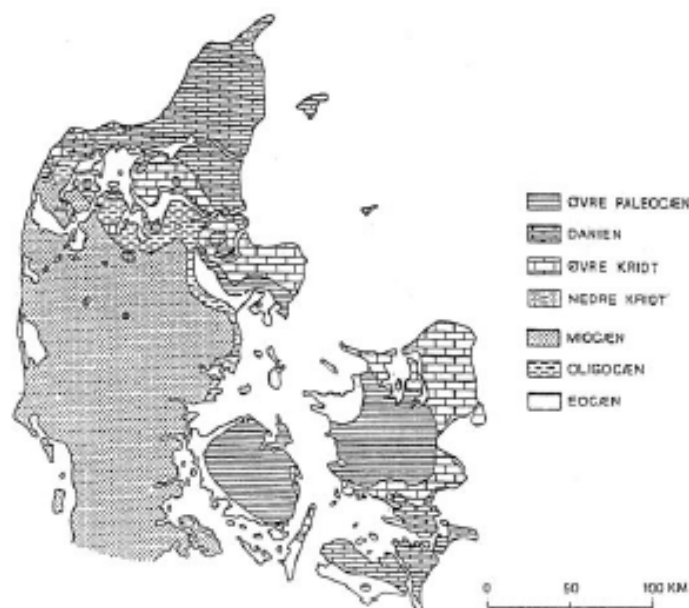 ØVRE PALEOCÆN
DANIEN
ØVRE KRIDT
NEDRE KRIDT
MIOCÆN
OLIGOCÆN
EOCÆN
0 50 100 KM